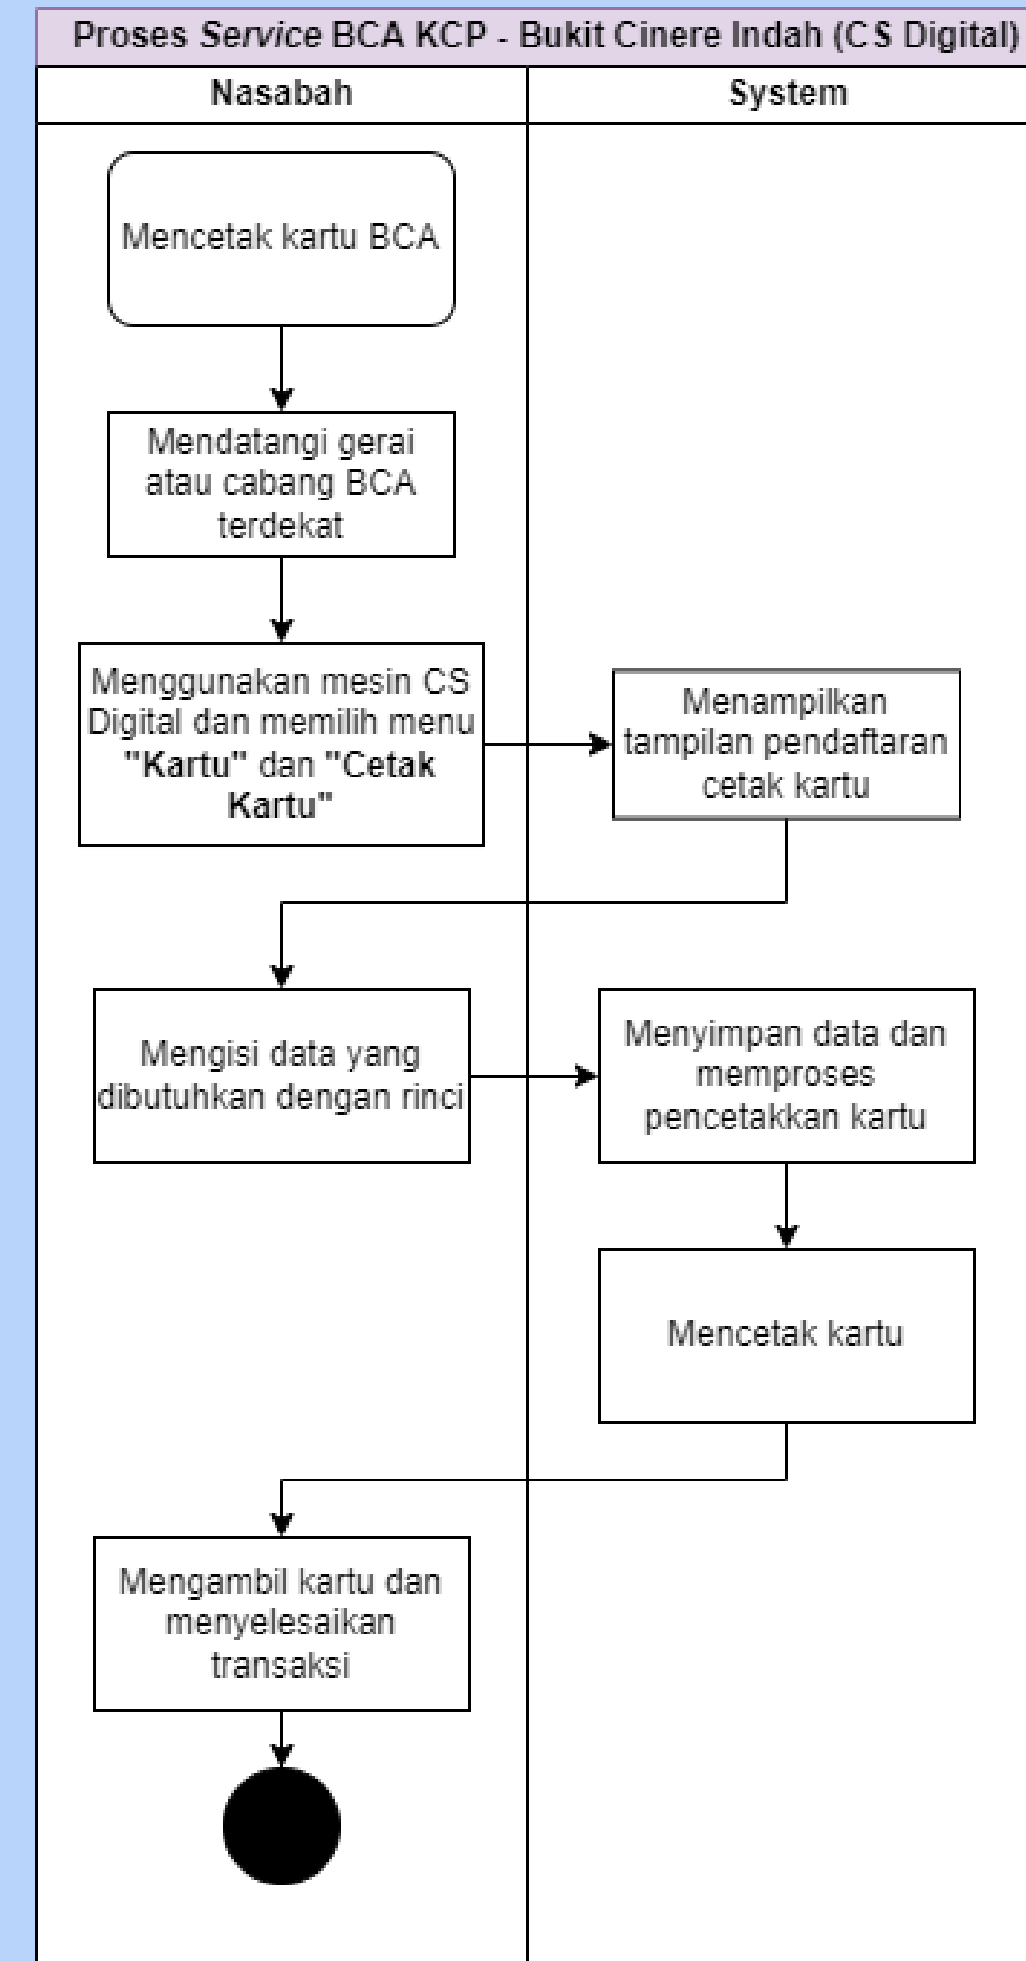 Proses Service BCA KCP - Bukit Cinere Indah (CS Digital)
Nasabah
System
Mencetak kartu BCA
Mendatangi gerai
atau cabang BCA
terdekat
Menggunakan mesin CS
Digital dan memilih menu
"Kartu" dan "Cetak
Kartu"
Menampilkan
tampilan pendaftaran
cetak kartu
Mengisi data yang
dibutuhkan dengan rinci
Menyimpan data dan
memproses
pencetakkan kartu
Mencetak kartu
Mengambil kartu dan
menyelesaikan
transaksi